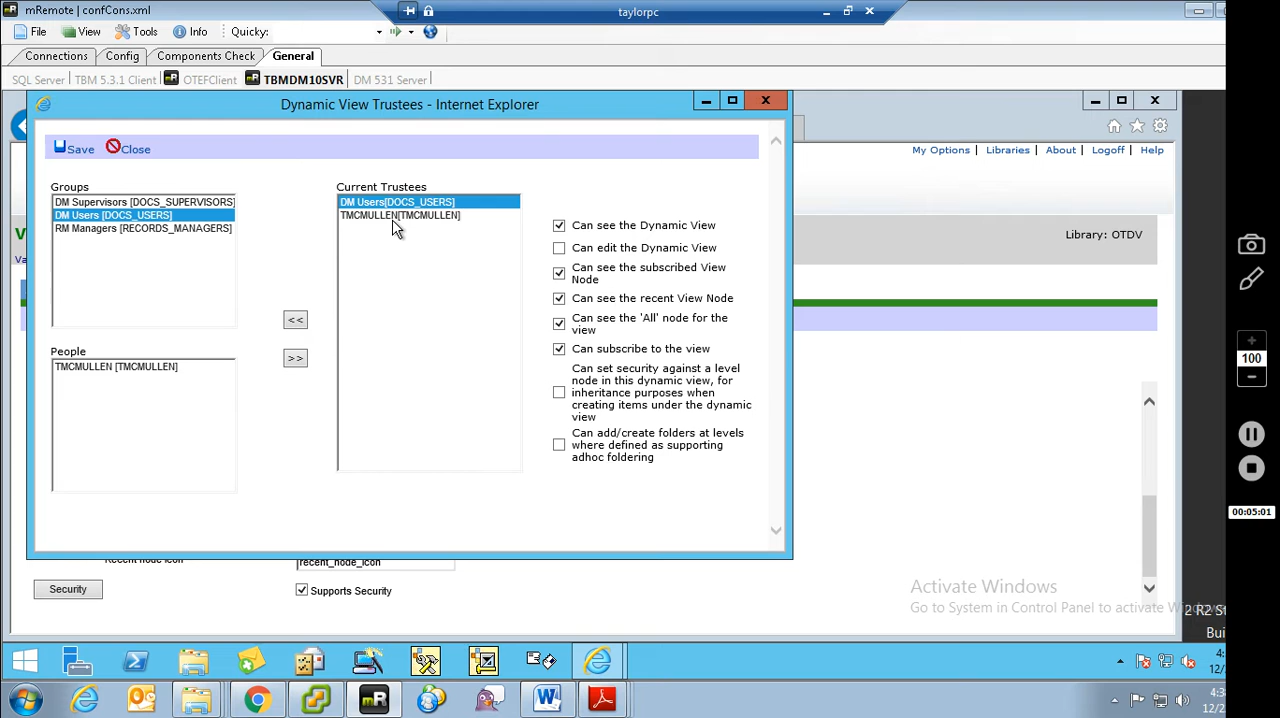 mRemote | confCons.xml
taylorpc
File View Tools Info Quickly:
Connections Config Components Check General
SQL Server TBM 5.3.1 Client OTEFClient TBMDM10SVR DM 531 Server
Dynamic View Trustees - Internet Explorer
Save Close
My Options Libraries About Logoff Help
Library: OTDV
Groups
DM Supervisors [DOCS_SUPERVISORS]
DM Users [DOCS_USERS]
RM Managers [RECORDS_MANAGERS]
People
TMCMULLEN [TMCMULLEN]
<<
>>
Current Trustees
DM Users[DOCS_USERS]
TMCMULLEN[TMCMULLEN]
Can see the Dynamic View
Can edit the Dynamic View
Can see the subscribed View
Node
Can see the recent View Node
Can see the 'All' node for the
view
Can subscribe to the view
Can set security against a level
node in this dynamic view, for
inheritance purposes when
creating items under the dynamic
view
Can add/create folders at levels
where defined as supporting
adhoc foldering
recent_node_icon
Security Supports Security
Activate Windows
Go to System in Control Panel to activate
100
00:05:01